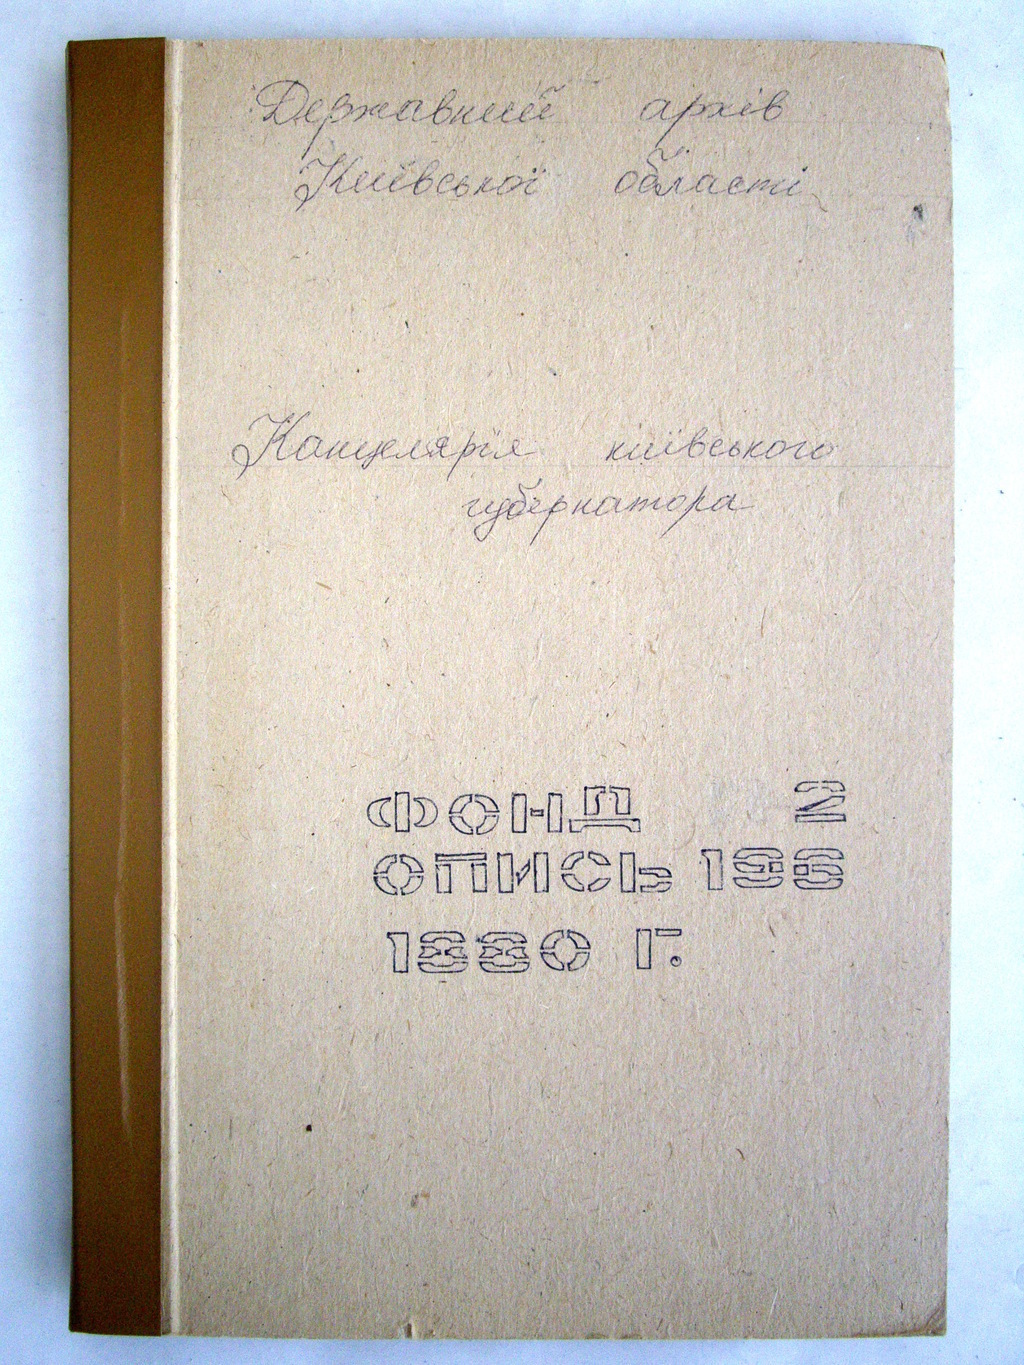 Державний архів
Київської області
Канцелярія київського
губернатора
ФОНД 2
ОПИСЬ 196
1880 Г.